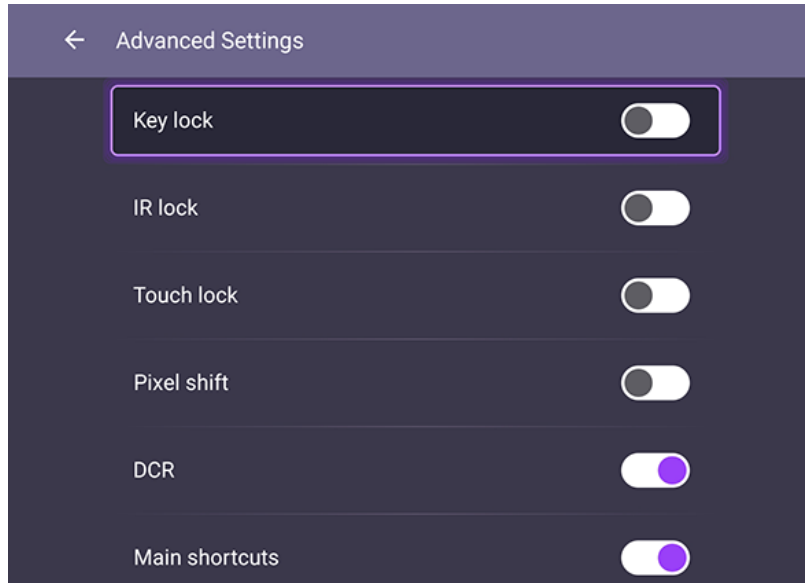 Advanced Settings
Key lock
IR lock
Touch lock
Pixel shift
DCR
Main shortcuts